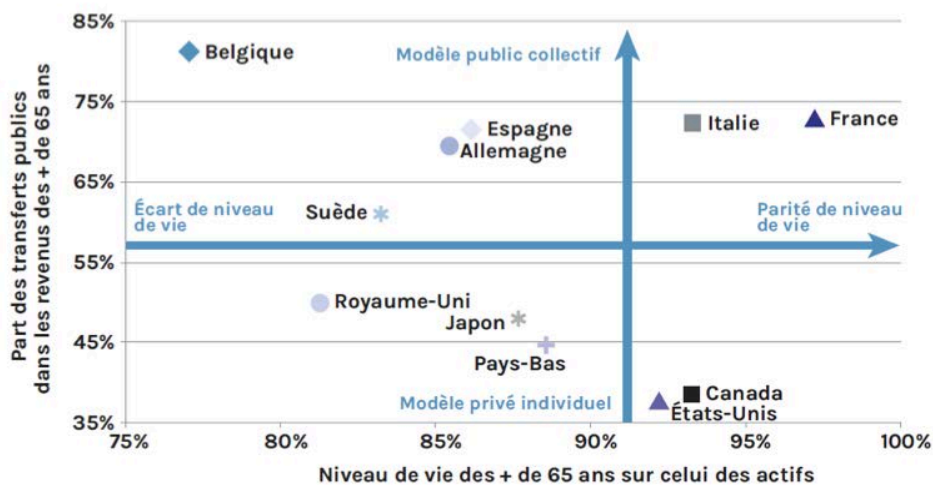 Part des transferts publics
dans les revenus des + de 65 ans
85%
75%
65%
55%
45%
35%
Belgique
Modèle public collectif
Espagne
Allemagne
Italie
France
Écart de niveau
de vie
Suède
Parité de niveau
de vie
Royaume-Uni
Japon
Pays-Bas
Modèle privé individuel
Canada
États-Unis
75%
80%
85%
90%
95%
100%
Niveau de vie des + de 65 ans sur celui des actifs